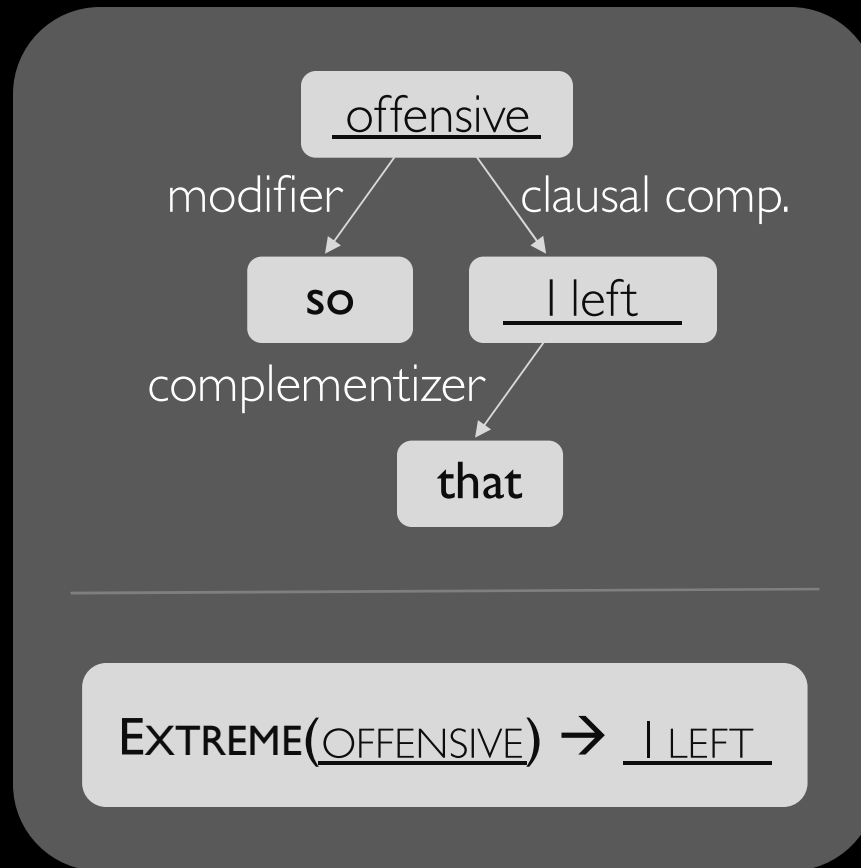 offensive
modifier clausal comp.
so I left
complementizer
that
EXTREME(OFFENSIVE) → I LEFT